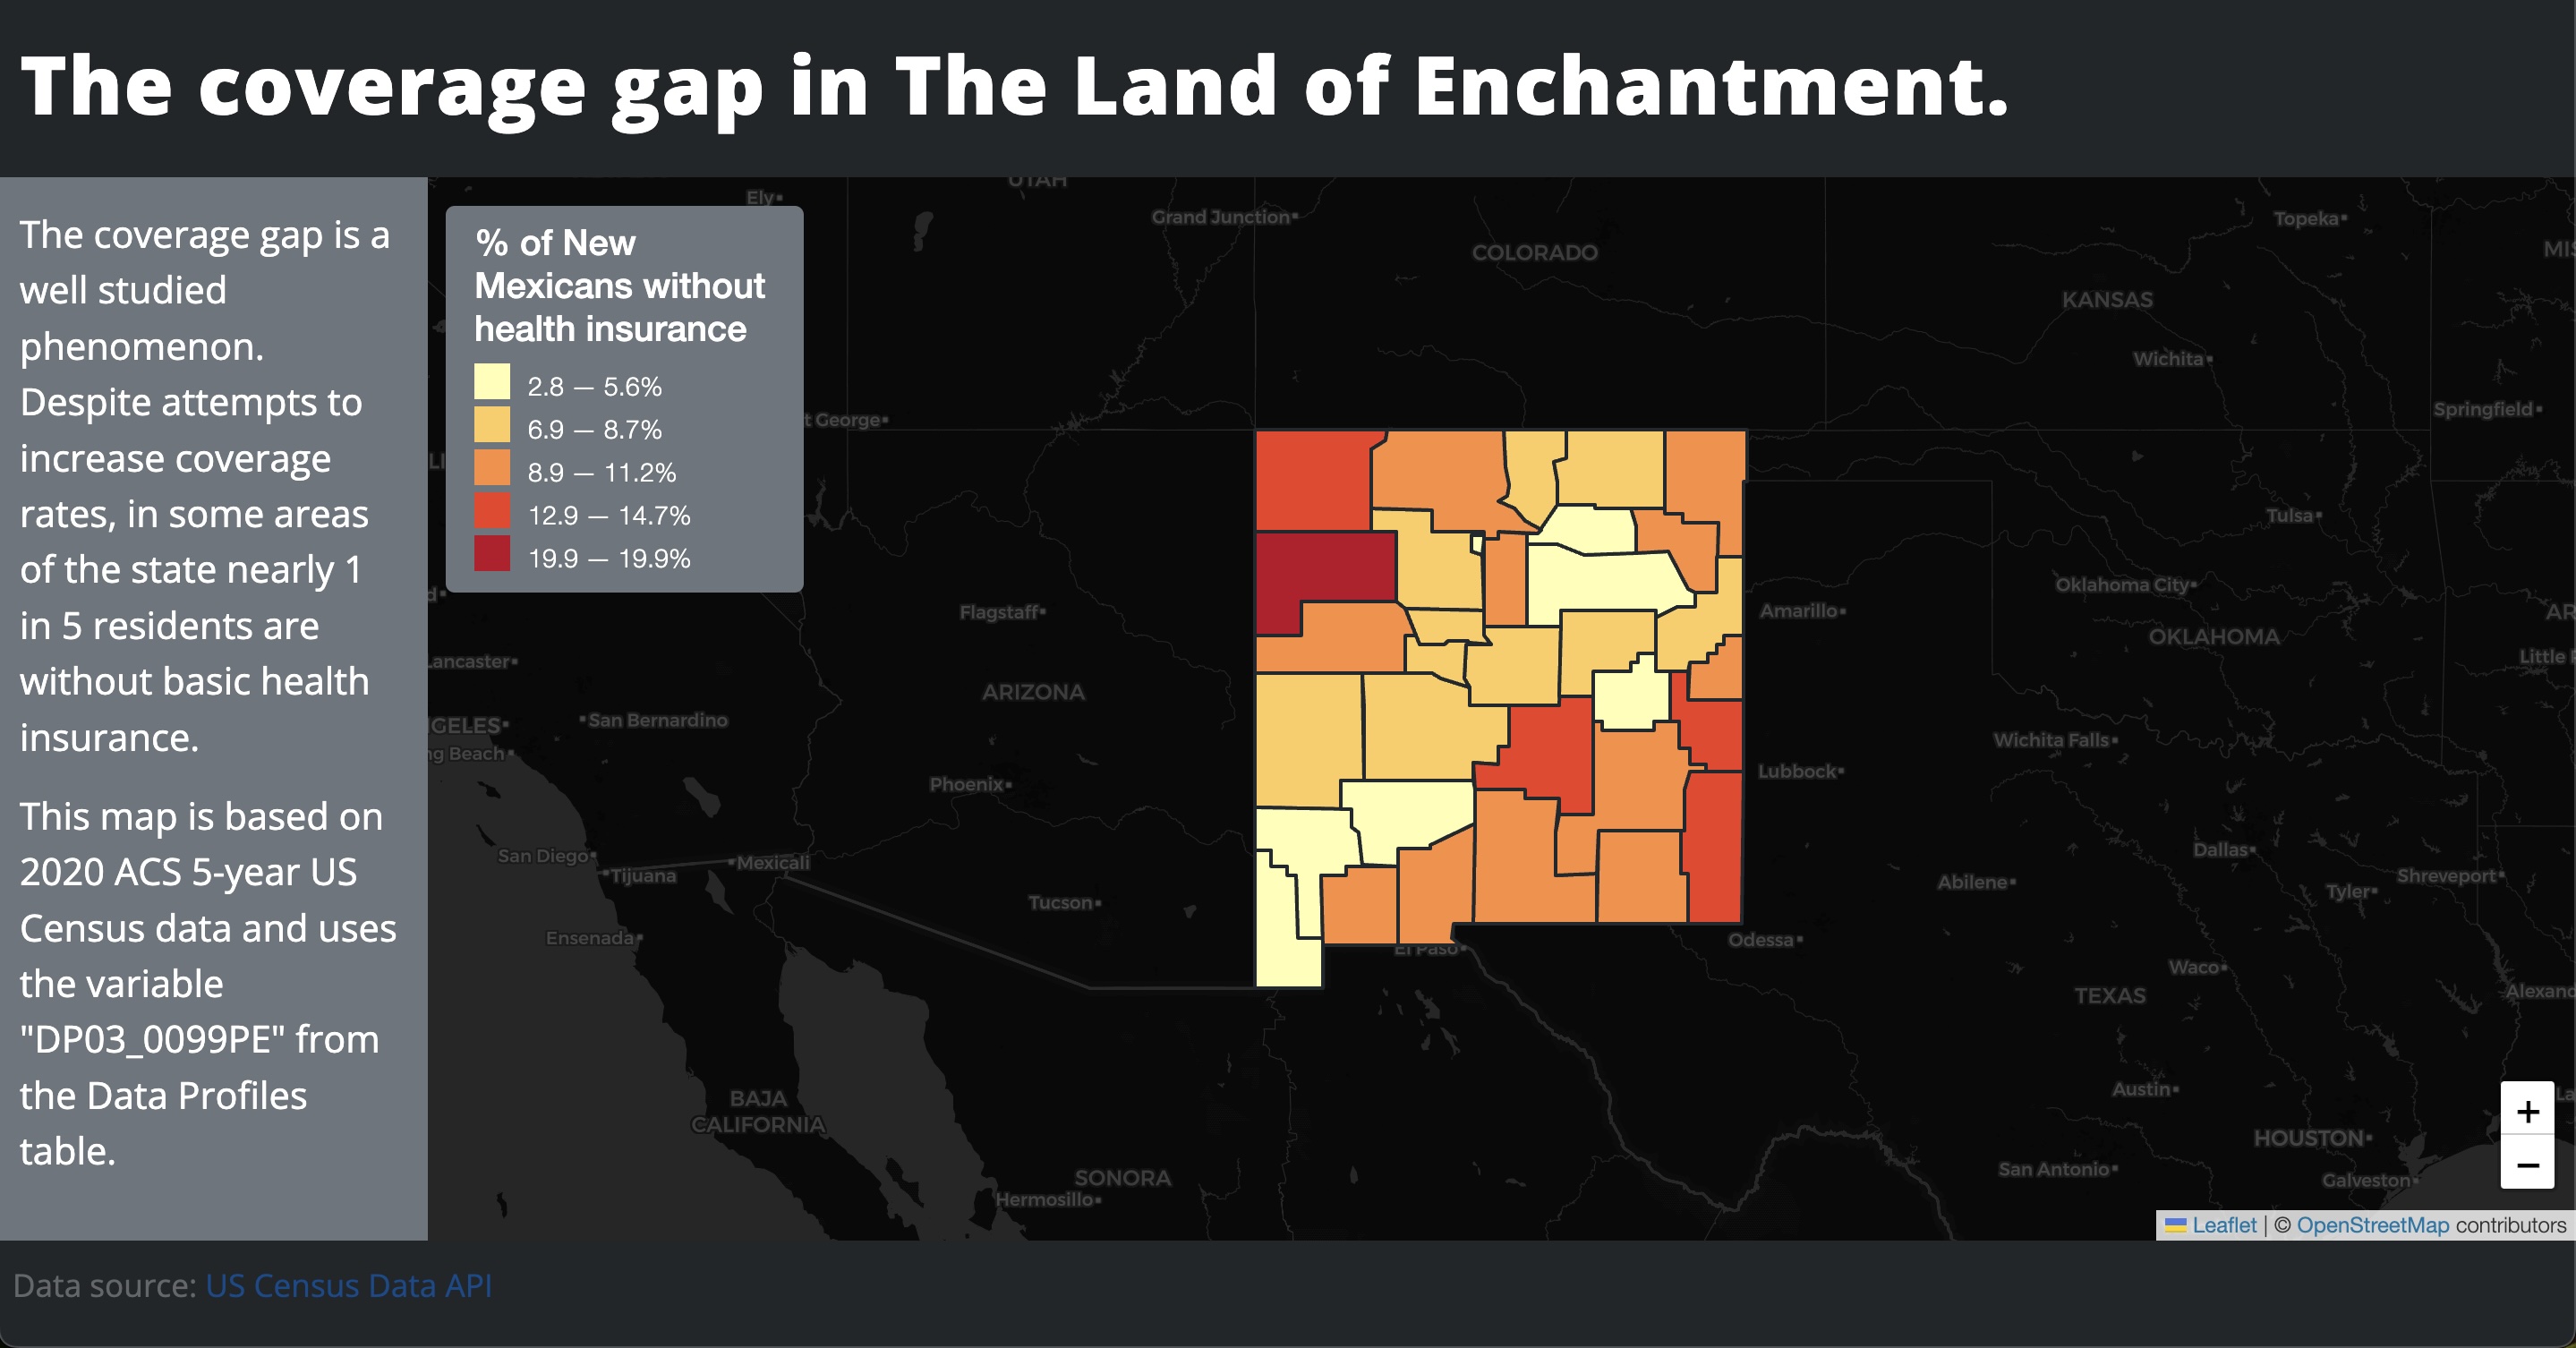 The coverage gap in The Land of Enchantment.
The coverage gap is a
well studied
phenomenon.
Despite attempts to
increase coverage
rates, in some areas
of the state nearly 1
in 5 residents are
without basic health
insurance.
This map is based on
2020 ACS 5-year US
Census data and uses
the variable
"DP03_0099PE" from
the Data Profiles
table.
% of New
Mexicans without
health insurance
2.8 — 5.6%
6.9 — 8.7%
8.9 — 11.2%
12.9 — 14.7%
19.9 — 19.9%
UTAH
Ely
Grand Junction
COLORADO
Topeka
MIS
KANSAS
Wichita
Springfield
t George
LI
Tulsa
Oklahoma City
d
Flagstaff
Amarillo
AR
OKLAHOMA
Little R
Lancaster
ARIZONA
NGELES
San Bernardino
ng Beach
Wichita Falls
Phoenix
Lubbock
San Diego
Mexicali
Tijuana
Dallas
Shreveport
Abilene
Tyler
Tucson
Ensenada
El Paso
Odessa
Waco
TEXAS
Alexand
BAJA
CALIFORNIA
Austin
La
HOUSTON
San Antonio
SONORA
Galveston
Hermosillo
+
−
Leaflet | © OpenStreetMap contributors
Data source: US Census Data API